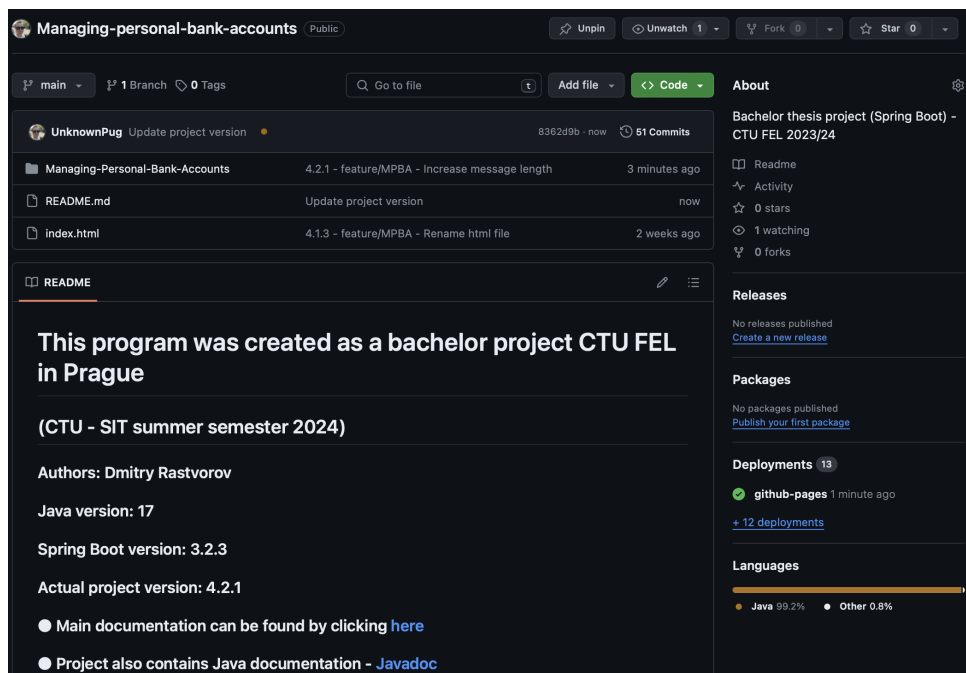 Managing-personal-bank-accounts Public Unpin Unwatch 1 Fork 0 Star 0
main 1 Branch 0 Tags Go to file t Add file <> Code
UnknownPug Update project version 8362d9b · now 51 Commits
Managing-Personal-Bank-Accounts 4.2.1 - feature/MPBA - Increase message length 3 minutes ago
README.md Update project version now
index.html 4.1.3 - feature/MPBA - Rename html file 2 weeks ago
README
This program was created as a bachelor project CTU FEL
in Prague
(CTU - SIT summer semester 2024)
Authors: Dmitry Rastvorov
Java version: 17
Spring Boot version: 3.2.3
Actual project version: 4.2.1
● Main documentation can be found by clicking here
● Project also contains Java documentation - Javadoc
About
Bachelor thesis project (Spring Boot) -
CTU FEL 2023/24
Readme
Activity
0 stars
1 watching
0 forks
Releases
No releases published
Create a new release
Packages
No packages published
Publish your first package
Deployments 13
github-pages 1 minute ago
+ 12 deployments
Languages
Java 99.2% Other 0.8%